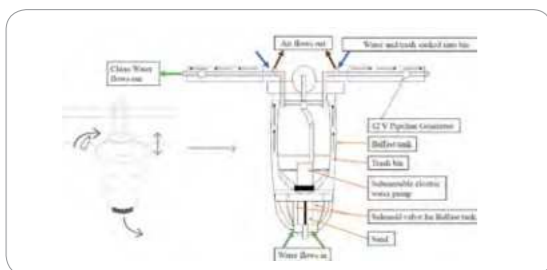 Air flows out
Water and trash sucked into bin
Clean Water
flows out
12 V Pipeline Generator
Ballast tank
Trash bin
Submersible electric
water pump
Solenoid valve for Ballast tank
Sand
Water flows in